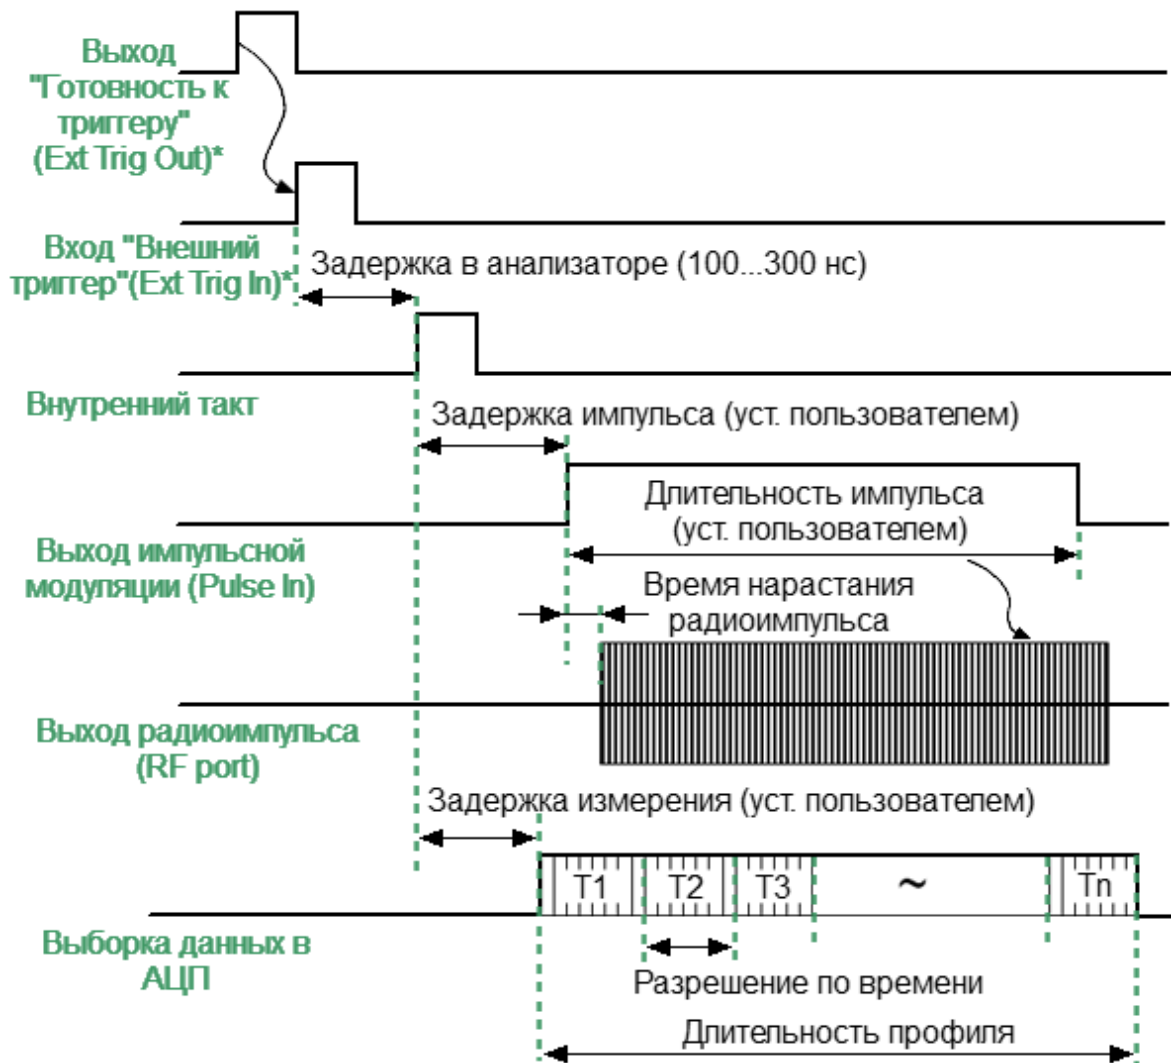 Выход
"Готовность к
триггеру"
(Ext Trig Out)*
Вход "Внешний
триггер"(Ext Trig In)*
Задержка в анализаторе (100...300 нс)
Внутренний такт
Задержка импульса (уст. пользователем)
Длительность импульса
(уст. пользователем)
Выход импульсной
модуляции (Pulse In)
Время нарастания
радиоимпульса
Выход радиоимпульса
(RF port)
Задержка измерения (уст. пользователем)
T1 T2 T3 ~ Tn
Выборка данных в
АЦП
Разрешение по времени
Длительность профиля